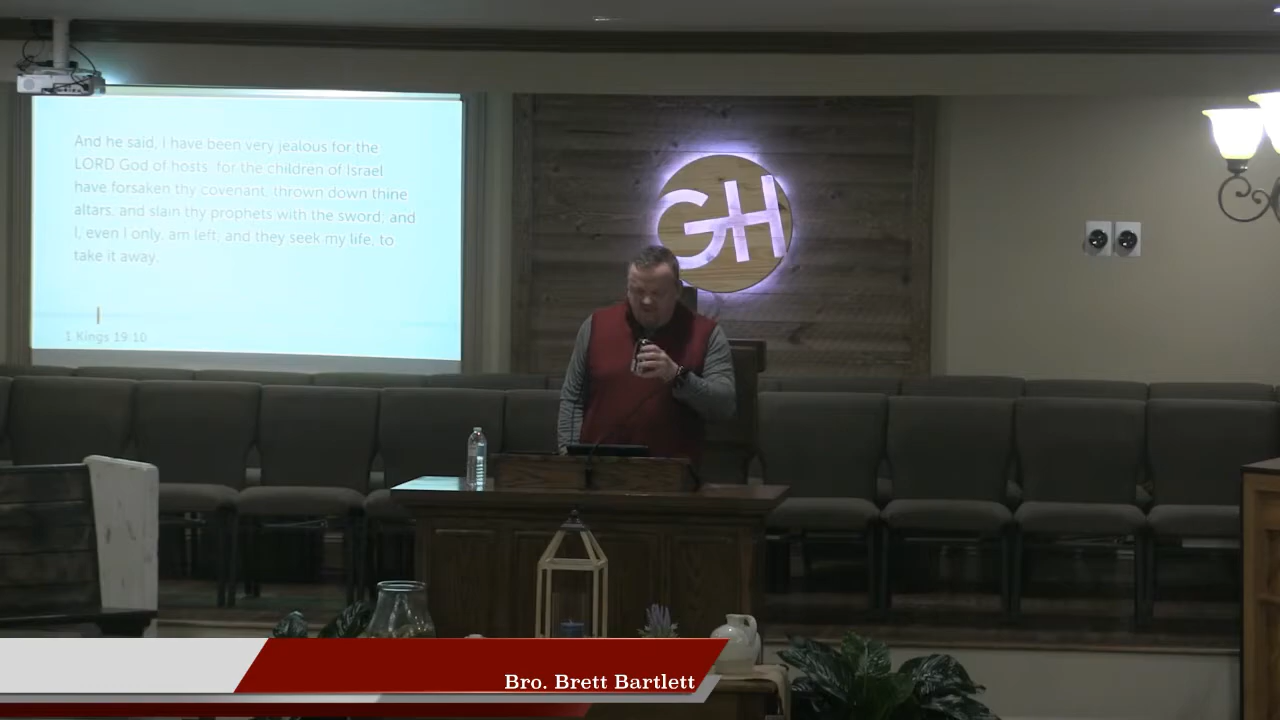 And he said, I have been very jealous for the
LORD God of hosts: for the children of Israel
have forsaken thy covenant, thrown down thine
altars, and slain thy prophets with the sword; and
I, even I only, am left; and they seek my life, to
take it away.
1 Kings 19:10
GH
Bro. Brett Bartlett